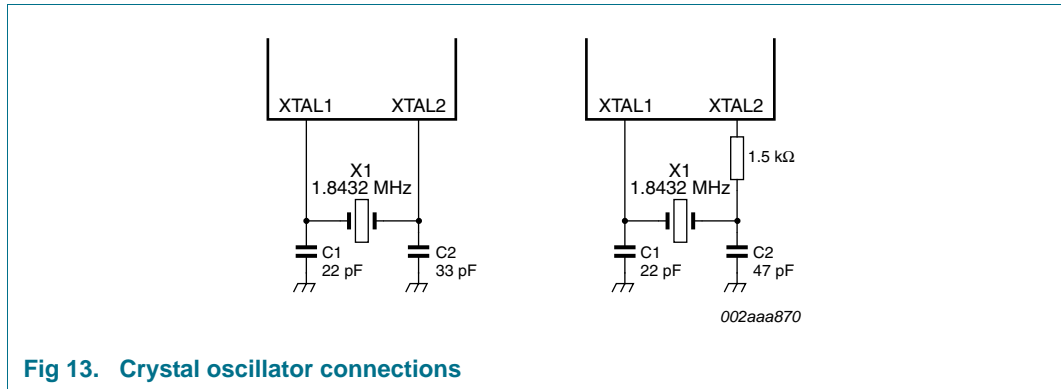 XTAL1 XTAL2
X1
1.8432 MHz
C1
22 pF
C2
33 pF
XTAL1 XTAL2
1.5 kΩ
X1
1.8432 MHz
C1
22 pF
C2
47 pF
002aaa870
Fig 13. Crystal oscillator connections